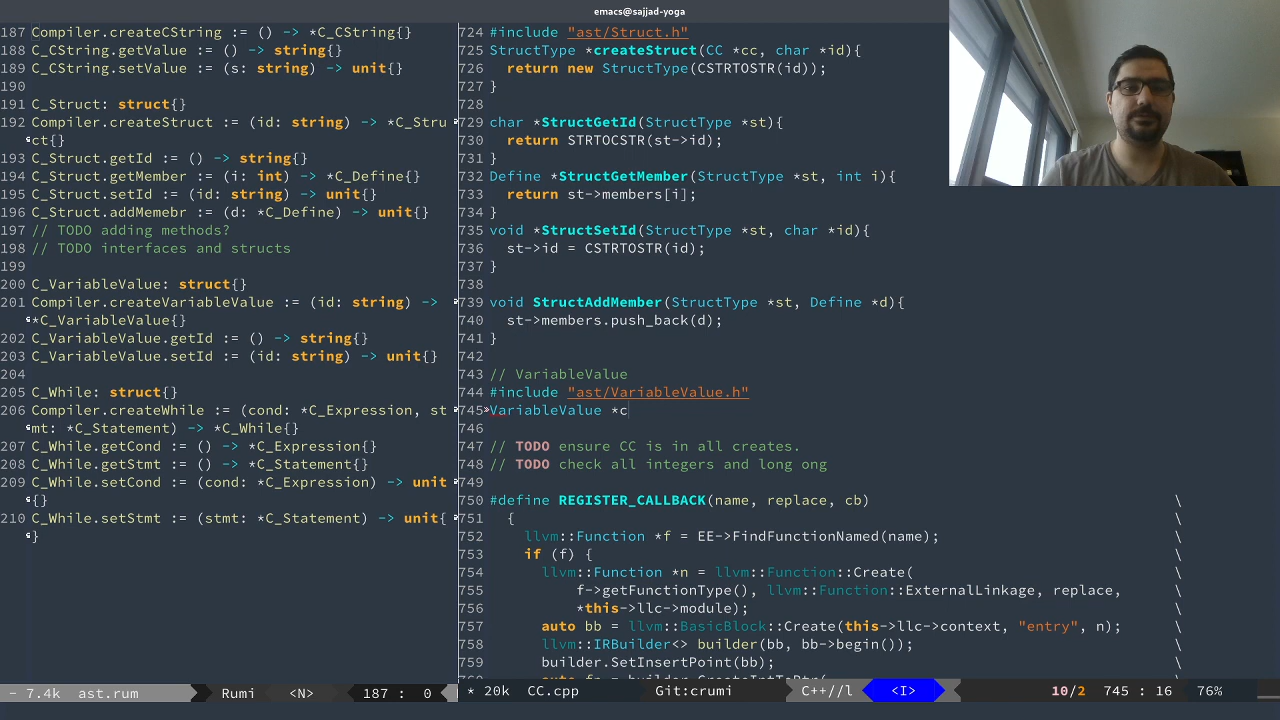 emacs@sajjad-yoga
187 Compiler.createCString := () -> *C_CString{}
188 C_CString.getValue := () -> string{}
189 C_CString.setValue := (s: string) -> unit{}
190
191 C_Struct: struct{}
192 Compiler.createStruct := (id: string) -> *C_Stru
ct{}
193 C_Struct.getId := () -> string{}
194 C_Struct.getMember := (i: int) -> *C_Define{}
195 C_Struct.setId := (id: string) -> unit{}
196 C_Struct.addMemebr := (d: *C_Define) -> unit{}
197 // TODO adding methods?
198 // TODO interfaces and structs
199
200 C_VariableValue: struct{}
201 Compiler.createVariableValue := (id: string) ->
*C_VariableValue{}
202 C_VariableValue.getId := () -> string{}
203 C_VariableValue.setId := (id: string) -> unit{}
204
205 C_While: struct{}
206 Compiler.createWhile := (cond: *C_Expression, st
mt: *C_Statement) -> *C_While{}
207 C_While.getCond := () -> *C_Expression{}
208 C_While.getStmt := () -> *C_Statement{}
209 C_While.setCond := (cond: *C_Expression) -> unit
{}
210 C_While.setStmt := (stmt: *C_Statement) -> unit{
}
- 7.4k ast.rum Rumi <N> 187 : 0
724 #include "ast/Struct.h"
725 StructType *createStruct(CC *cc, char *id){
726 return new StructType(CSTRTOSTR(id));
727 }
728
729 char *StructGetId(StructType *st){
730 return STRTOCSTR(st->id);
731 }
732 Define *StructGetMember(StructType *st, int i){
733 return st->members[i];
734 }
735 void *StructSetId(StructType *st, char *id){
736 st->id = CSTRTOSTR(id);
737 }
738
739 void StructAddMember(StructType *st, Define *d){
740 st->members.push_back(d);
741 }
742
743 // VariableValue
744 #include "ast/VariableValue.h"
745 VariableValue *c
746
747 // TODO ensure CC is in all creates.
748 // TODO check all integers and long ong
749
750 #define REGISTER_CALLBACK(name, replace, cb) \
751 { \
752 llvm::Function *f = EE->FindFunctionNamed(name); \
753 if (f) { \
754 llvm::Function *n = llvm::Function::Create( \
755 f->getFunctionType(), llvm::Function::ExternalLinkage, replace, \
756 *this->llc->module); \
757 auto bb = llvm::BasicBlock::Create(this->llc->context, "entry", n); \
758 llvm::IRBuilder<> builder(bb, bb->begin()); \
759 builder.SetInsertPoint(bb); \
* 20k CC.cpp Git:crumi C++//l <I> 10/2 745 : 16 76%